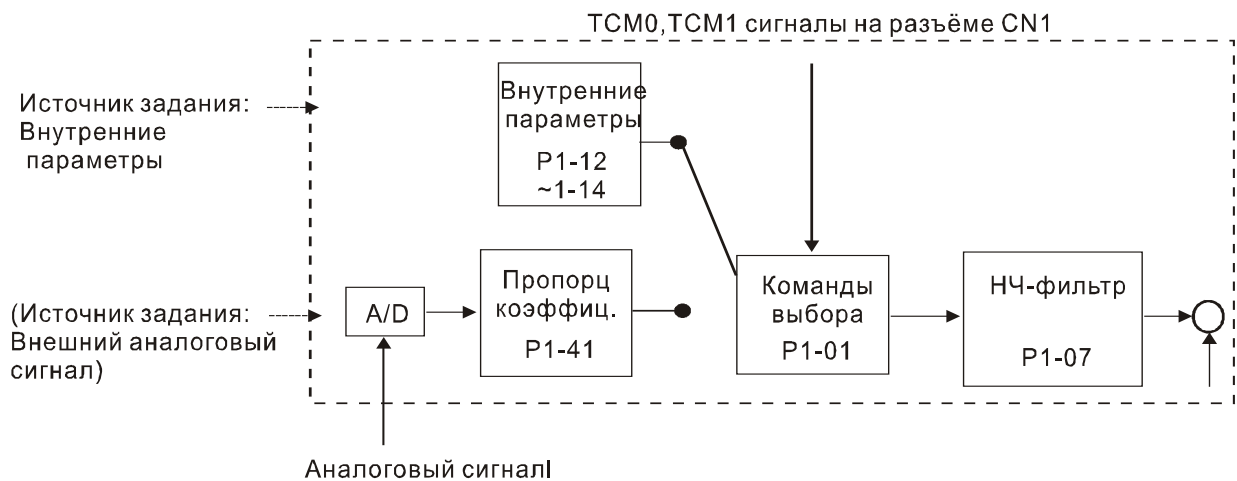 TCM0,TCM1 сигналы на разъёме CN1
Источник задания:
Внутренние
параметры
Внутренние
параметры
P1-12
~1-14
(Источник задания:
Внешний аналоговый
сигнал)
A/D
Пропорц
коэффиц.
P1-41
Команды
выбора
P1-01
НЧ-фильтр
P1-07
Аналоговый сигналl